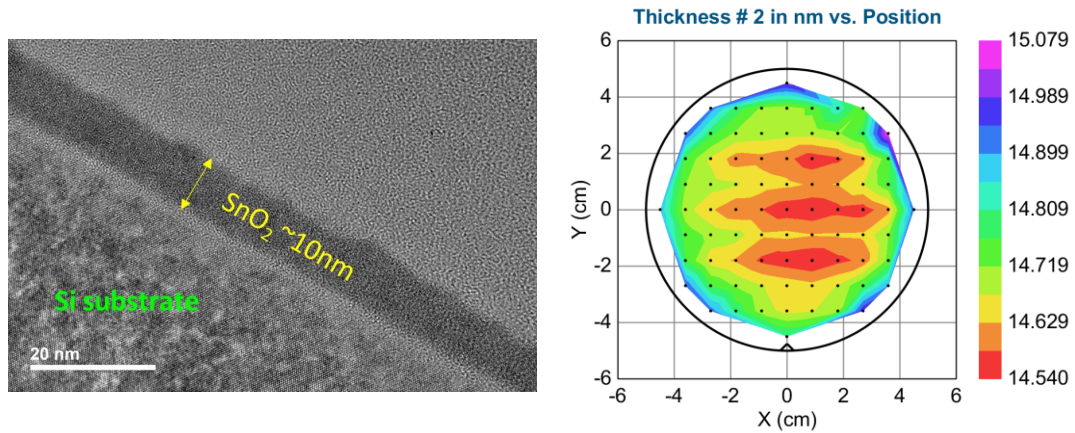 SnO₂ ~10nm
Si substrate
20 nm
Thickness # 2 in nm vs. Position
6
4
2
0
-2
-4
-6
Y (cm)
-6 -4 -2 0 2 4 6
X (cm)
15.079
14.989
14.899
14.809
14.719
14.629
14.540